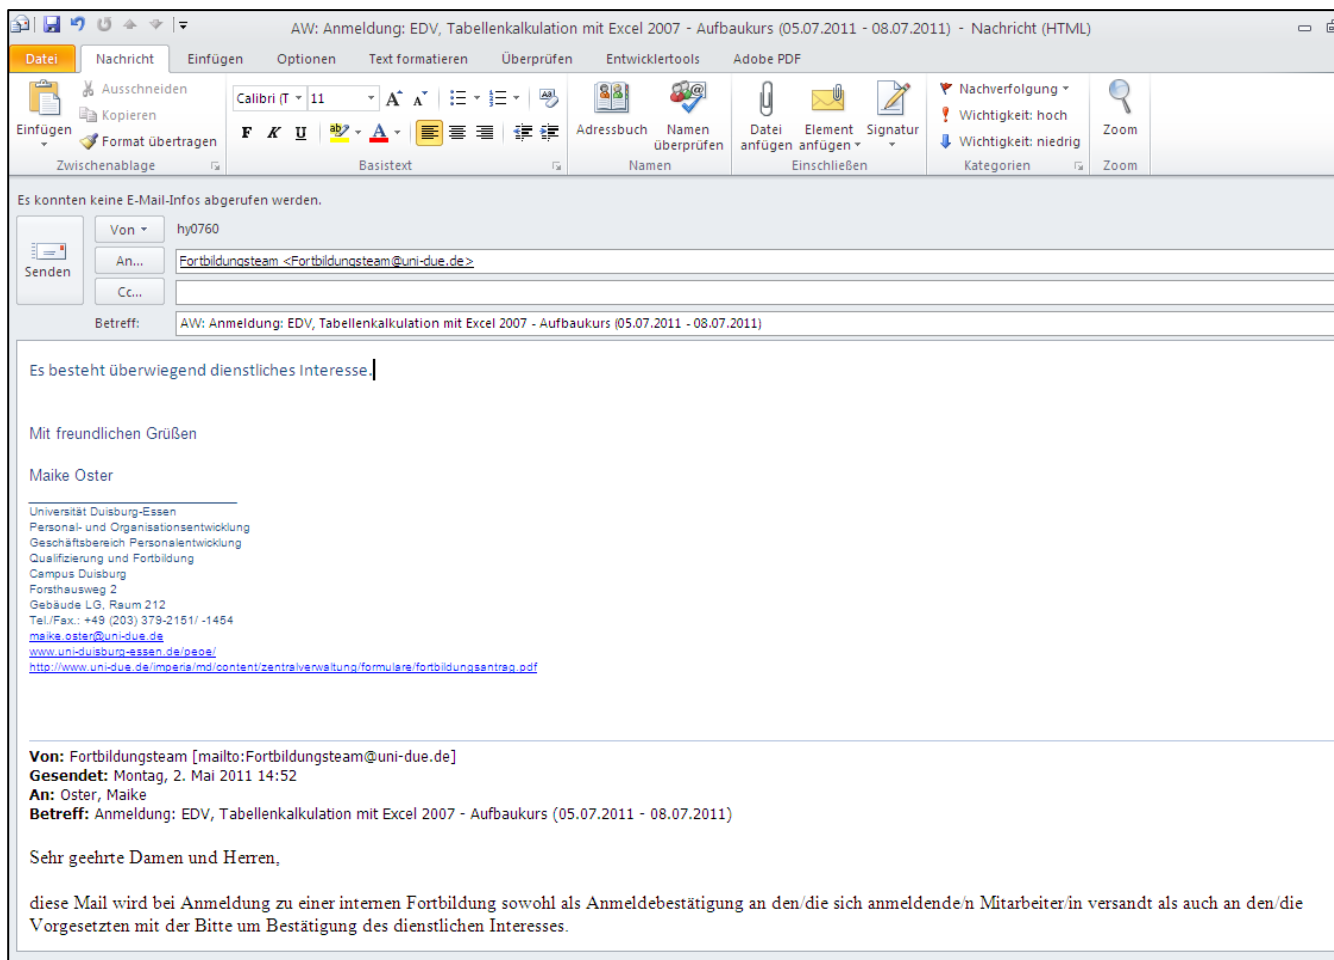 AW: Anmeldung: EDV, Tabellenkalkulation mit Excel 2007 - Aufbaukurs (05.07.2011 - 08.07.2011) - Nachricht (HTML)
Datei Nachricht Einfügen Optionen Text formatieren Überprüfen Entwicklertools Adobe PDF
Einfügen
Ausschneiden
Kopieren
Format übertragen
Zwischenablage
Calibri (T 11
F K U
Basistext
Adressbuch
Namen überprüfen
Namen
Datei anfügen
Element anfügen
Signatur
Einschließen
Nachverfolgung
Wichtigkeit: hoch
Wichtigkeit: niedrig
Kategorien
Zoom
Zoom
Es konnten keine E-Mail-Infos abgerufen werden.
Senden
Von hy0760
An... Fortbildungsteam <Fortbildungsteam@uni-due.de>
Cc...
Betreff: AW: Anmeldung: EDV, Tabellenkalkulation mit Excel 2007 - Aufbaukurs (05.07.2011 - 08.07.2011)
Es besteht überwiegend dienstliches Interesse.
Mit freundlichen Grüßen
Maike Oster
Universität Duisburg-Essen
Personal- und Organisationsentwicklung
Geschäftsbereich Personalentwicklung
Qualifizierung und Fortbildung
Campus Duisburg
Forsthausweg 2
Gebäude LG, Raum 212
Tel./Fax.: +49 (203) 379-2151/ -1454
maike.oster@uni-due.de
www.uni-duisburg-essen.de/peoe/
http://www.uni-due.de/imperia/md/content/zentralverwaltung/formulare/fortbildungsantrag.pdf
Von: Fortbildungsteam [mailto:Fortbildungsteam@uni-due.de]
Gesendet: Montag, 2. Mai 2011 14:52
An: Oster, Maike
Betreff: Anmeldung: EDV, Tabellenkalkulation mit Excel 2007 - Aufbaukurs (05.07.2011 - 08.07.2011)
Sehr geehrte Damen und Herren,
diese Mail wird bei Anmeldung zu einer internen Fortbildung sowohl als Anmeldebestätigung an den/die sich anmeldende/n Mitarbeiter/in versandt als auch an den/die
Vorgesetzten mit der Bitte um Bestätigung des dienstlichen Interesses.